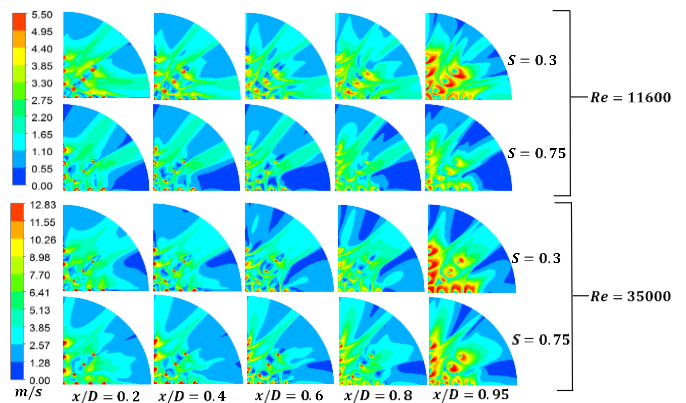 5.50
4.95
4.40
3.85
3.30
2.75
2.20
1.65
1.10
0.55
0.00
S = 0.3
Re = 11600
S = 0.75
12.83
11.55
10.26
8.98
7.70
6.41
5.13
3.85
2.57
1.28
0.00
m/s
S = 0.3
Re = 35000
S = 0.75
x/D = 0.2 x/D = 0.4 x/D = 0.6 x/D = 0.8 x/D = 0.95